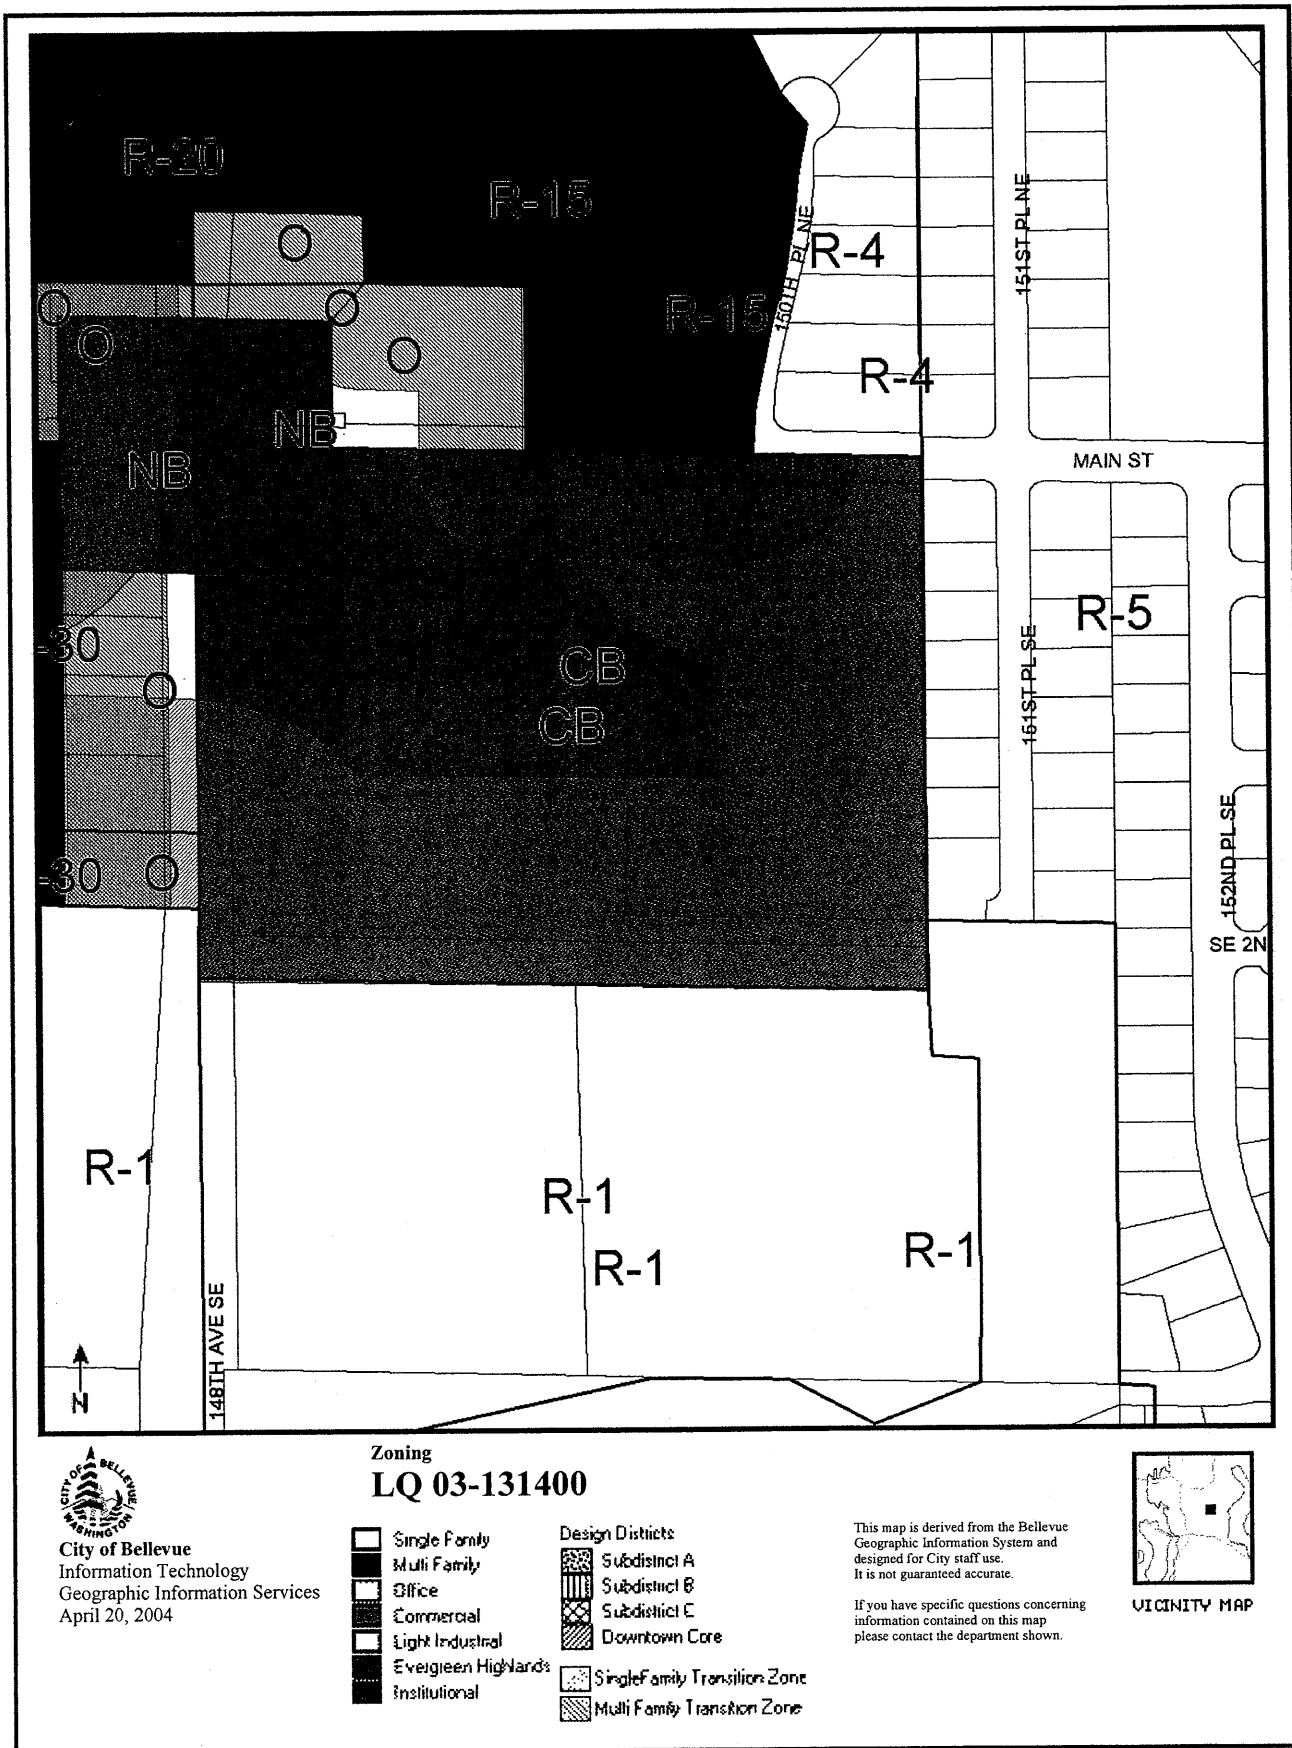 R-20
R-15
O
R-4
150TH PL NE
151ST PL NE
O
O
R-15
O
O
R-4
NB
NB
MAIN ST
-30
O
CB
CB
R-5
151ST PL SE
152ND PL SE
-30
O
SE 2N
R-1
R-1
R-1
R-1
148TH AVE SE
N
CITY OF BELLEVUE
WASHINGTON
City of Bellevue
Information Technology
Geographic Information Services
April 20, 2004
Zoning
LQ 03-131400
Single Family
Multi Family
Office
Commercial
Light Industrial
Evergreen Highlands
Institutional
Design Districts
Subdistrict A
Subdistrict B
Subdistrict C
Downtown Core
SingleFamily Transition Zone
Multi Family Transition Zone
This map is derived from the Bellevue
Geographic Information System and
designed for City staff use.
It is not guaranteed accurate.
If you have specific questions concerning
information contained on this map
please contact the department shown.
VICINITY MAP